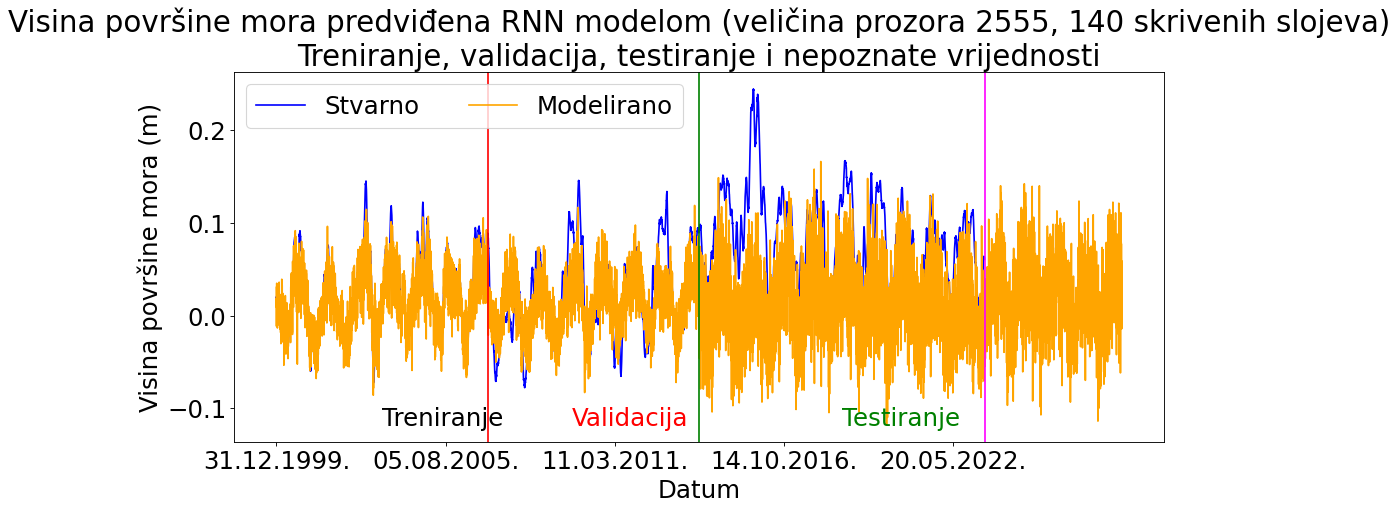 Visina površine mora predviđena RNN modelom (veličina prozora 2555, 140 skrivenih slojeva)
Treniranje, validacija, testiranje i nepoznate vrijednosti
Stvarno
Modelirano
Visina površine mora (m)
0.2
0.1
0.0
−0.1
Treniranje
Validacija
Testiranje
31.12.1999.
05.08.2005.
11.03.2011.
14.10.2016.
20.05.2022.
Datum